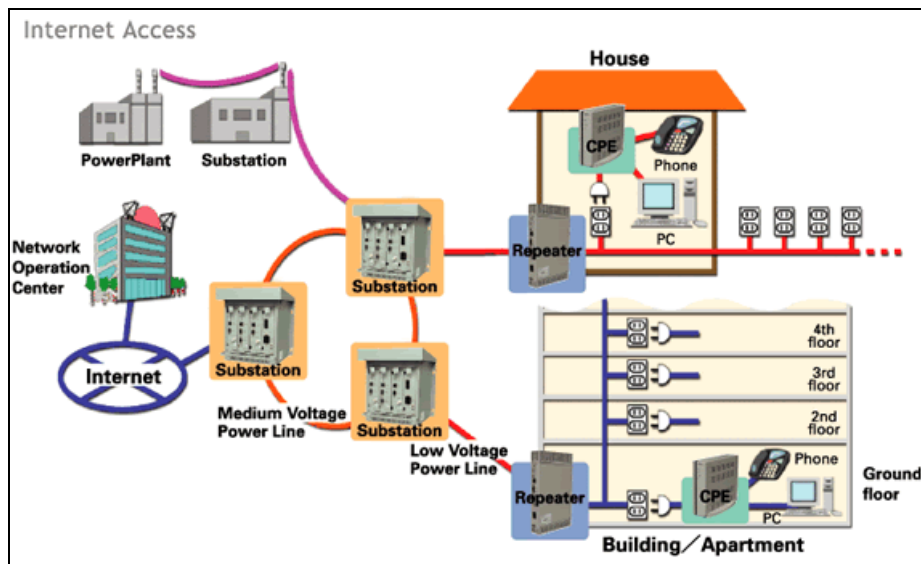 Internet Access
House
PowerPlant
Substation
CPE
Phone
PC
Network
Operation
Center
Repeater
Substation
Internet
Substation
Medium Voltage
Power Line
Substation
Low Voltage
Power Line
4th
floor
3rd
floor
2nd
floor
Repeater
CPE
Phone
PC
Ground
floor
Building／Apartment